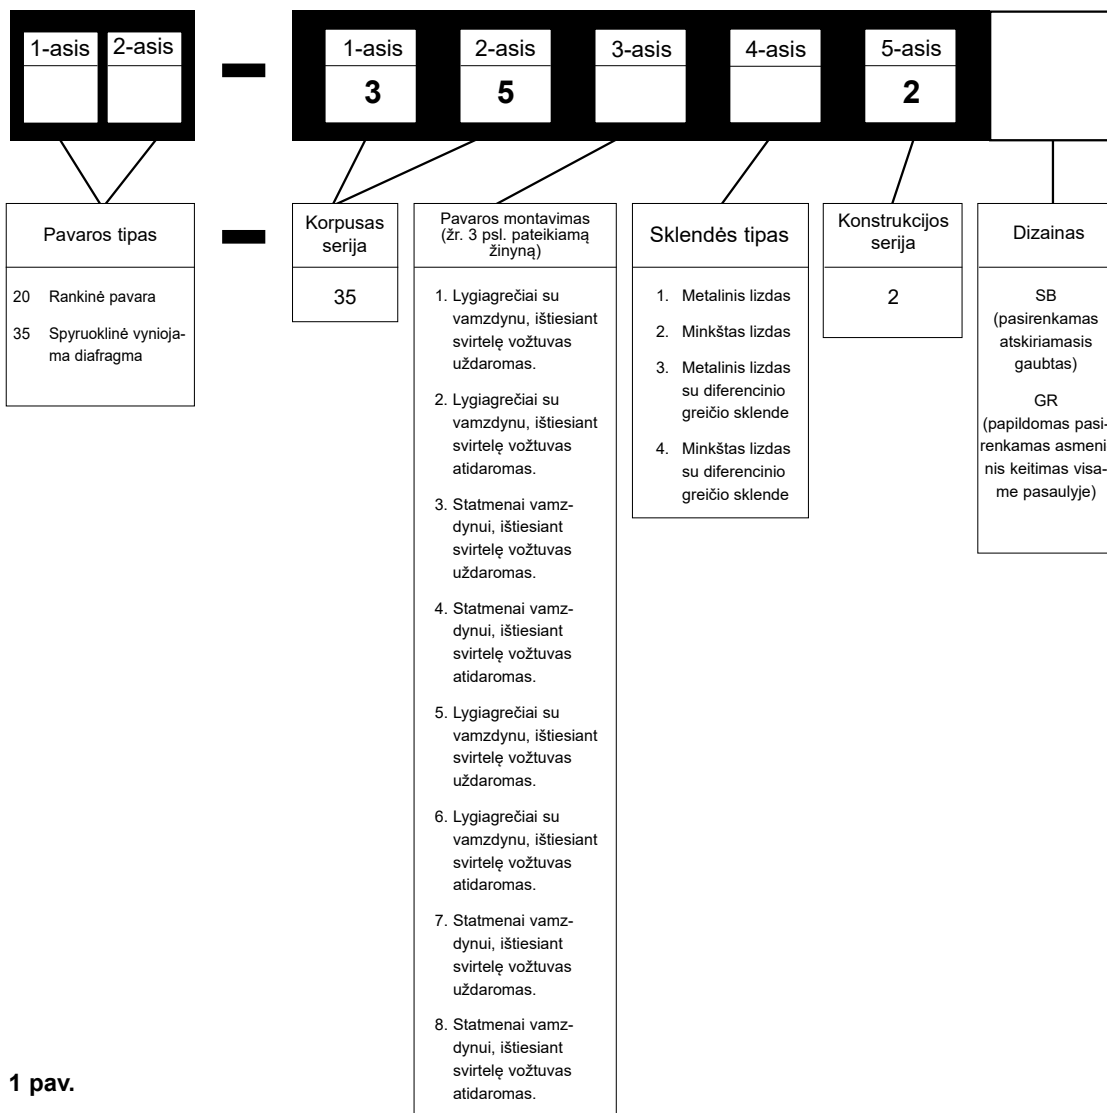 1-asis 2-asis
1-asis 2-asis 3-asis 4-asis 5-asis
3 5 2
Pavaros tipas
20 Rankinė pavara
35 Spyruoklinė vynioja-
ma diafragma
Korpusas
serija
35
Pavaros montavimas
(žr. 3 psl. pateikiamą
žinyną)
1. Lygiagrečiai su
vamzdynu, ištiesiant
svirtelę vožtuvas
uždaromas.
2. Lygiagrečiai su
vamzdynu, ištiesiant
svirtelę vožtuvas
atidaromas.
3. Statmenai vamz-
dynui, ištiesiant
svirtelę vožtuvas
uždaromas.
4. Statmenai vamz-
dynui, ištiesiant
svirtelę vožtuvas
atidaromas.
5. Lygiagrečiai su
vamzdynu, ištiesiant
svirtelę vožtuvas
uždaromas.
6. Lygiagrečiai su
vamzdynu, ištiesiant
svirtelę vožtuvas
atidaromas.
7. Statmenai vamz-
dynui, ištiesiant
svirtelę vožtuvas
uždaromas.
8. Statmenai vamz-
dynui, ištiesiant
svirtelę vožtuvas
atidaromas.
Sklendės tipas
1. Metalinis lizdas
2. Minkštas lizdas
3. Metalinis lizdas
su diferencinio
greičio sklende
4. Minkštas lizdas
su diferencinio
greičio sklende
Konstrukcijos
serija
2
Dizainas
SB
(pasirenkamas
atskiriamasis
gaubtas)
GR
(papildomas pasi-
renkamas asmeni-
nis keitimas visa-
me pasaulyje)
1 pav.